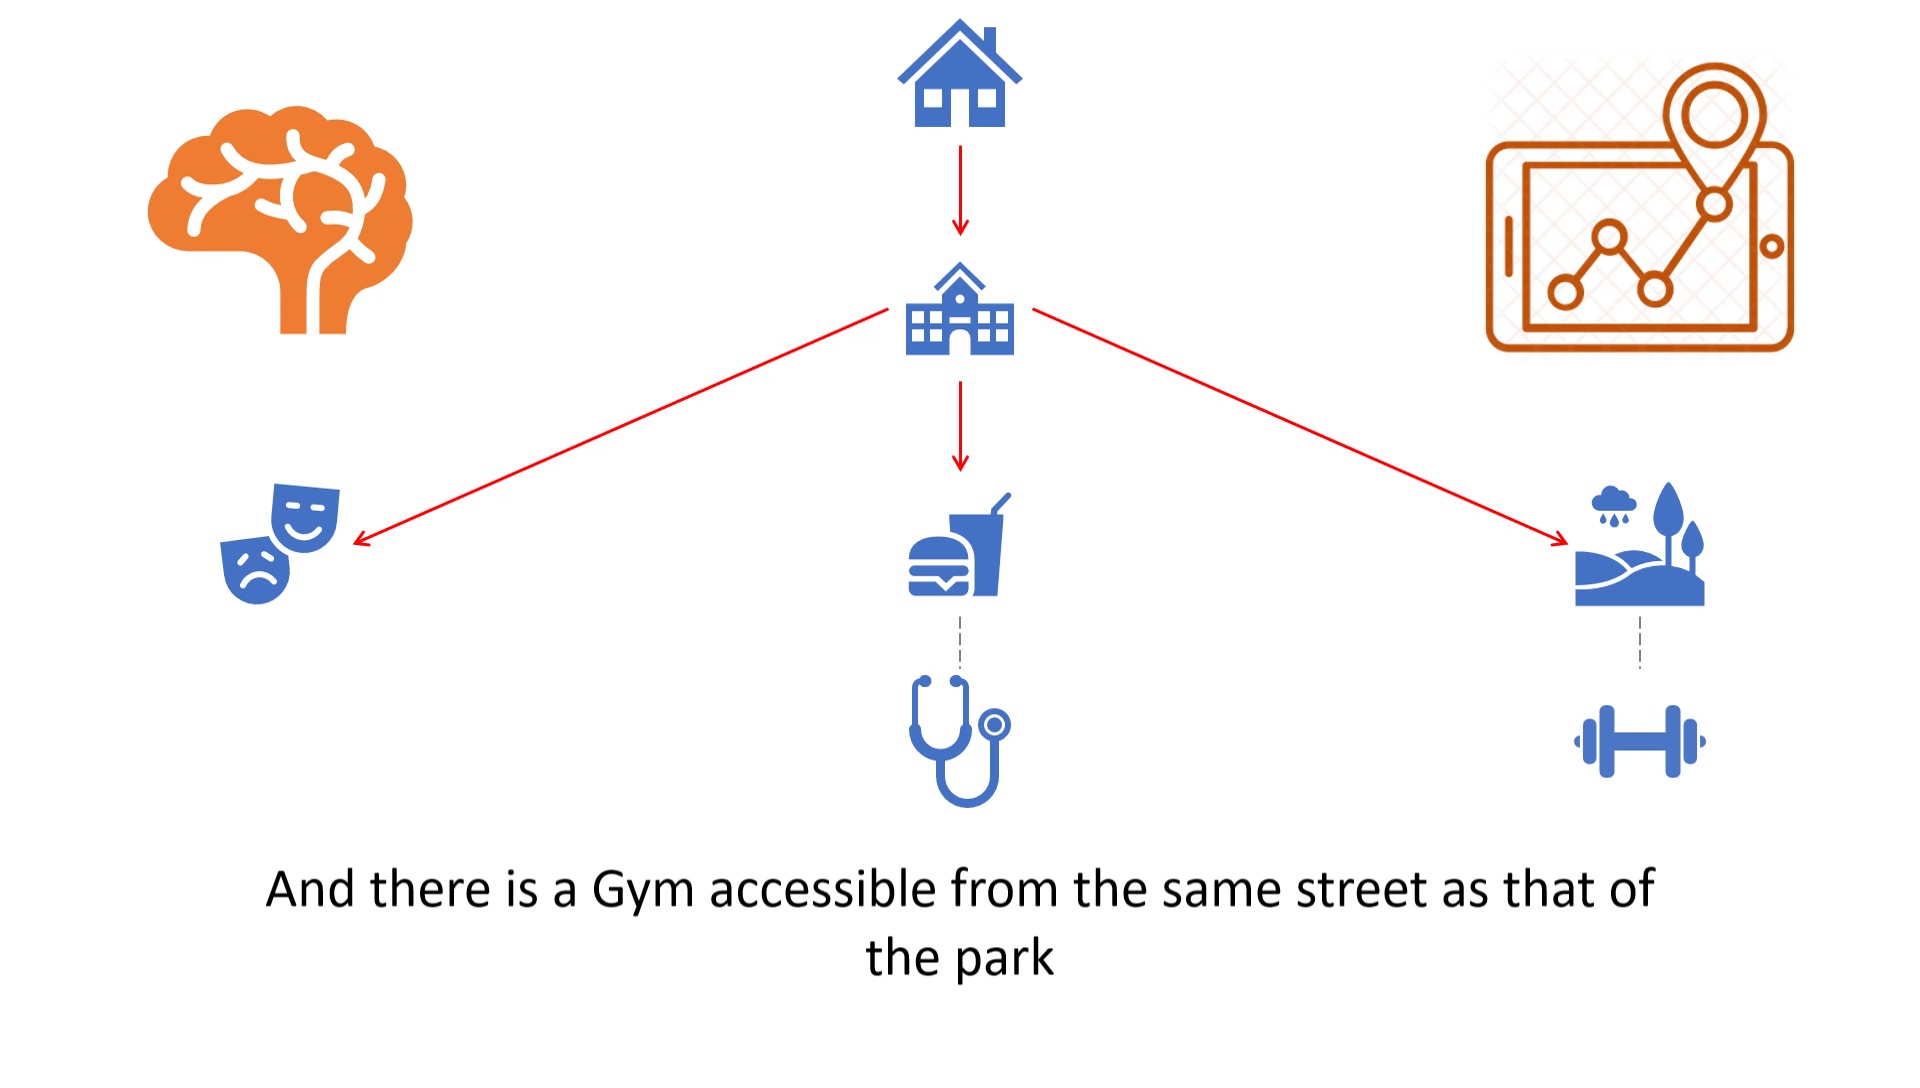 And there is a Gym accessible from the same street as that of
the park